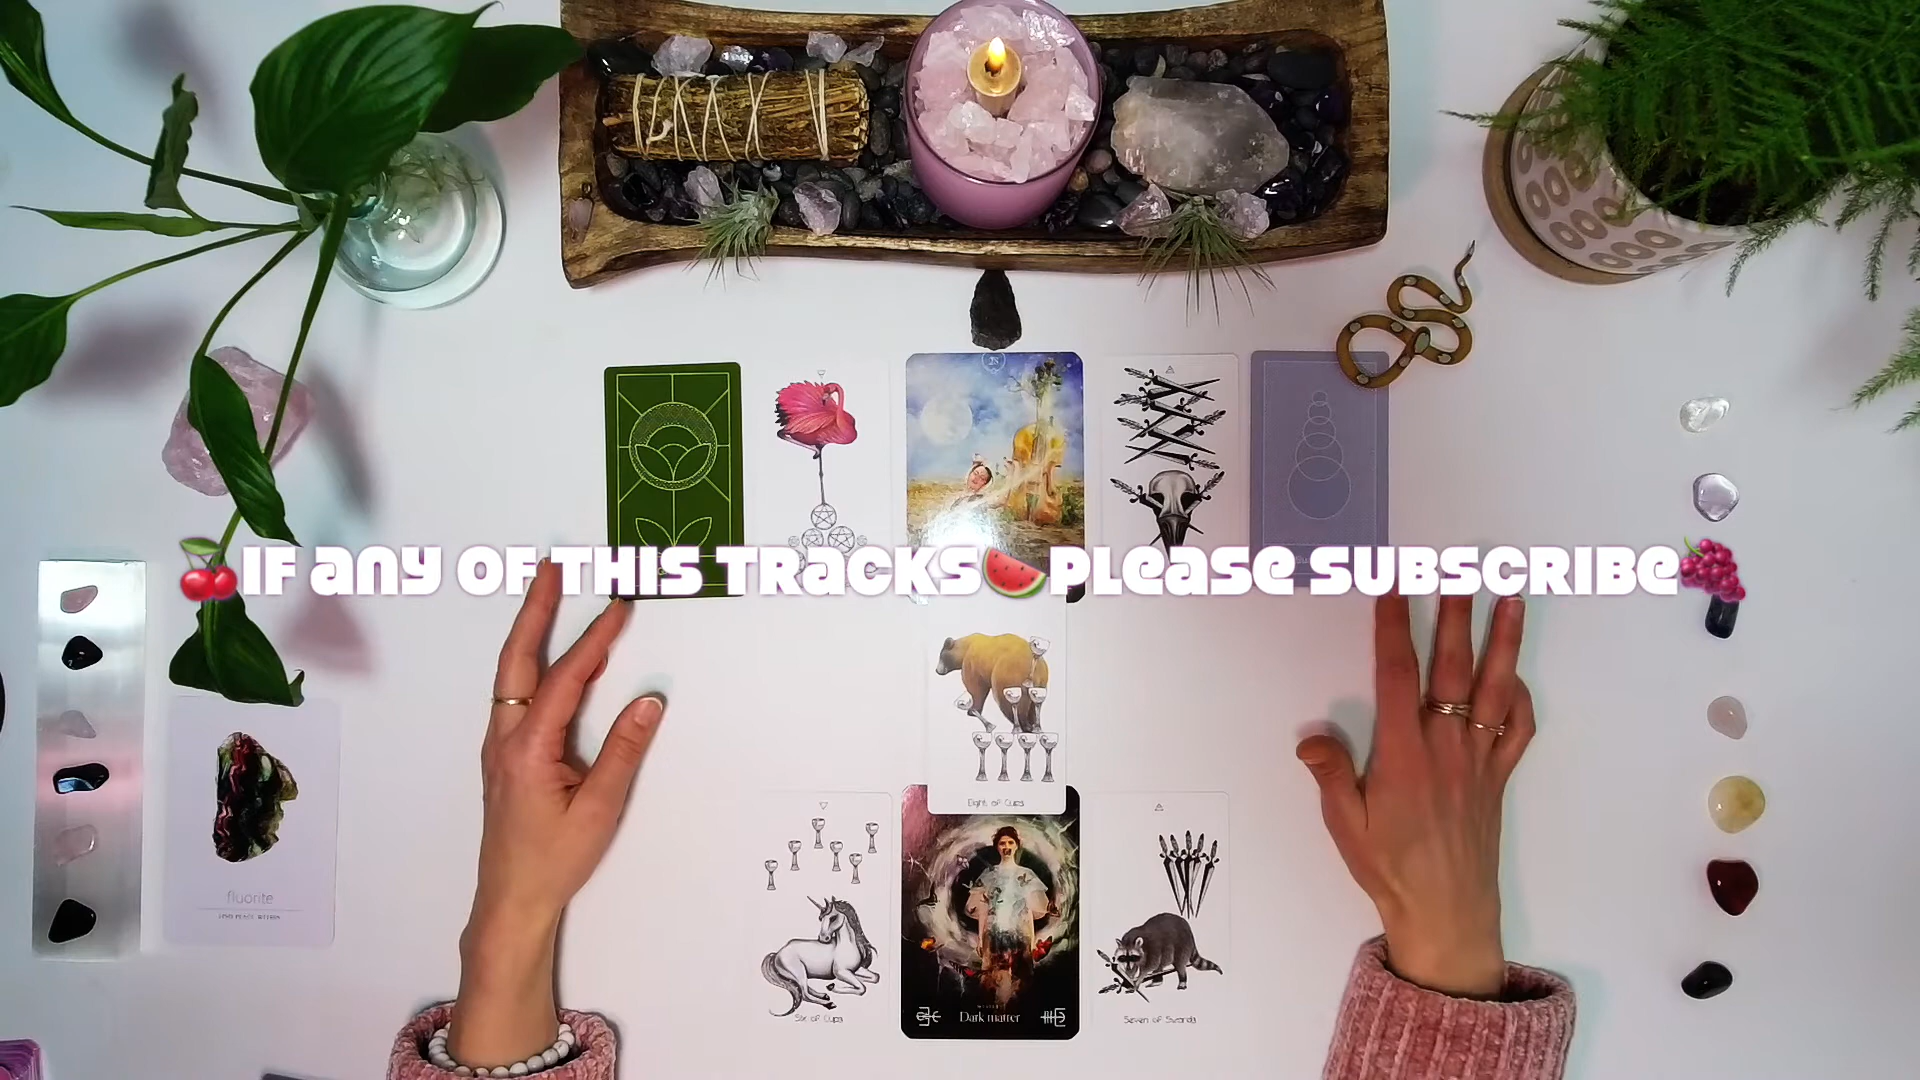 IF any OF THIS TRACKS🍉PLease SUBSCRIBE
Eight of Cups
fluorite
Six of Cups
Dark matter
Seven of Swords